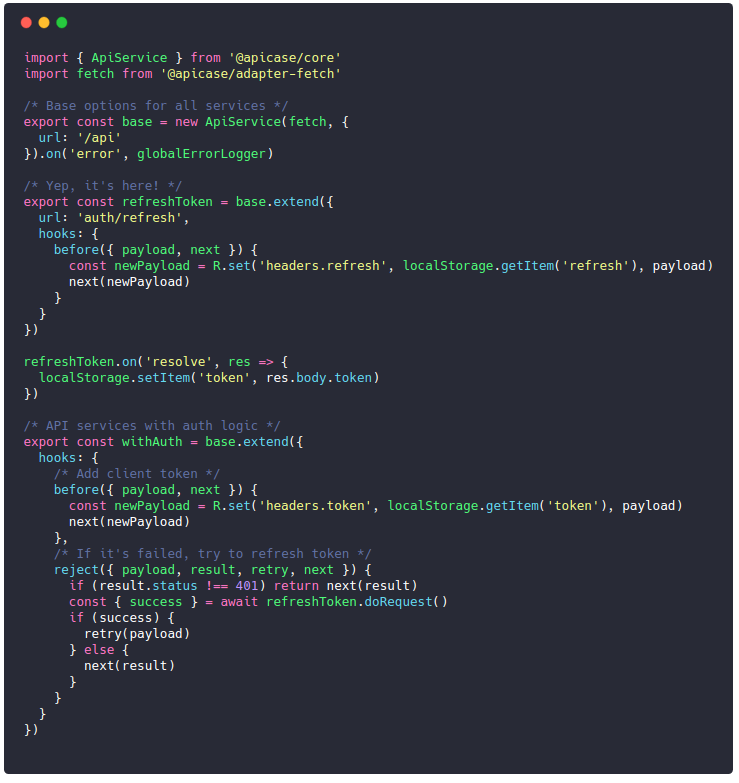 import { ApiService } from '@apicase/core'
import fetch from '@apicase/adapter-fetch'

/* Base options for all services */
export const base = new ApiService(fetch, {
  url: '/api'
}).on('error', globalErrorLogger)

/* Yep, it's here! */
export const refreshToken = base.extend({
  url: 'auth/refresh',
  hooks: {
    before({ payload, next }) {
      const newPayload = R.set('headers.refresh', localStorage.getItem('refresh'), payload)
      next(newPayload)
    }
  }
})

refreshToken.on('resolve', res => {
  localStorage.setItem('token', res.body.token)
})

/* API services with auth logic */
export const withAuth = base.extend({
  hooks: {
    /* Add client token */
    before({ payload, next }) {
      const newPayload = R.set('headers.token', localStorage.getItem('token'), payload)
      next(newPayload)
    },
    /* If it's failed, try to refresh token */
    reject({ payload, result, retry, next }) {
      if (result.status !== 401) return next(result)
      const { success } = await refreshToken.doRequest()
      if (success) {
        retry(payload)
      } else {
        next(result)
      }
    }
  }
})